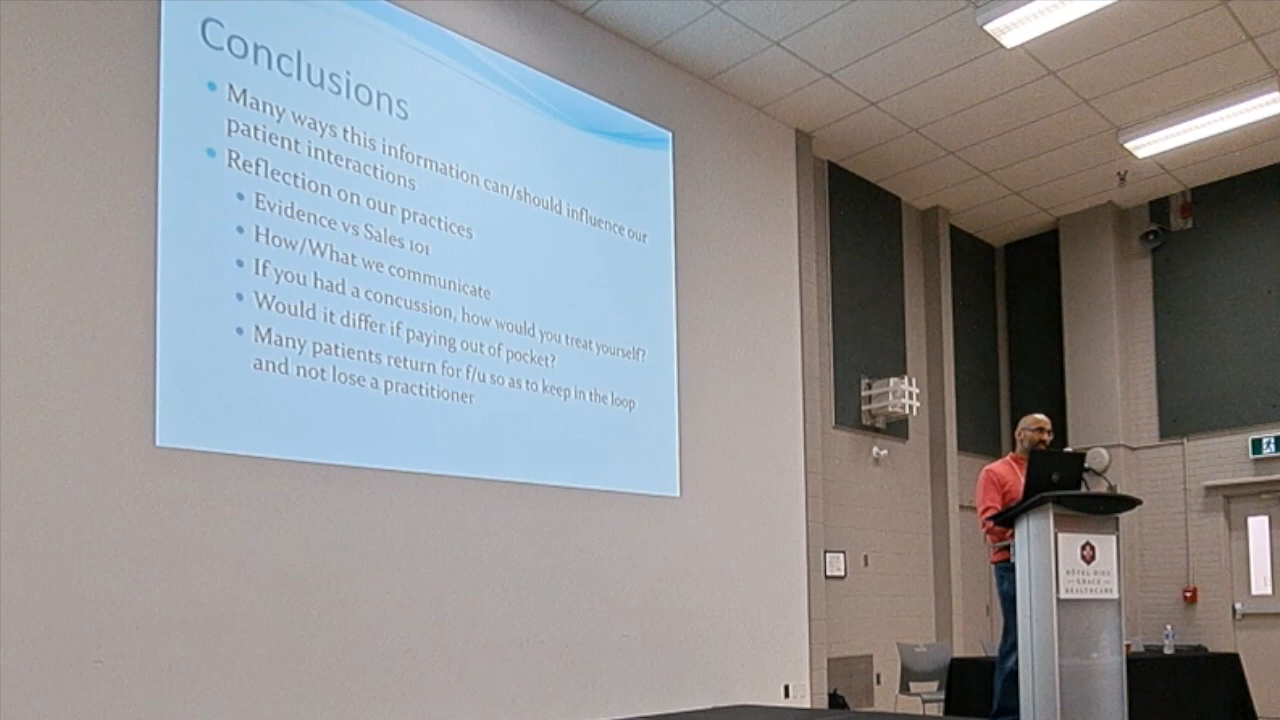 Conclusions
Many ways this information can/should influence our
patient interactions
Reflection on our practices
Evidence vs Sales 101
How/What we communicate
If you had a concussion, how would you treat yourself?
Would it differ if paying out of pocket?
Many patients return for f/u so as to keep in the loop
and not lose a practitioner
HÔTEL-DIEU
GRACE
HEALTHCARE